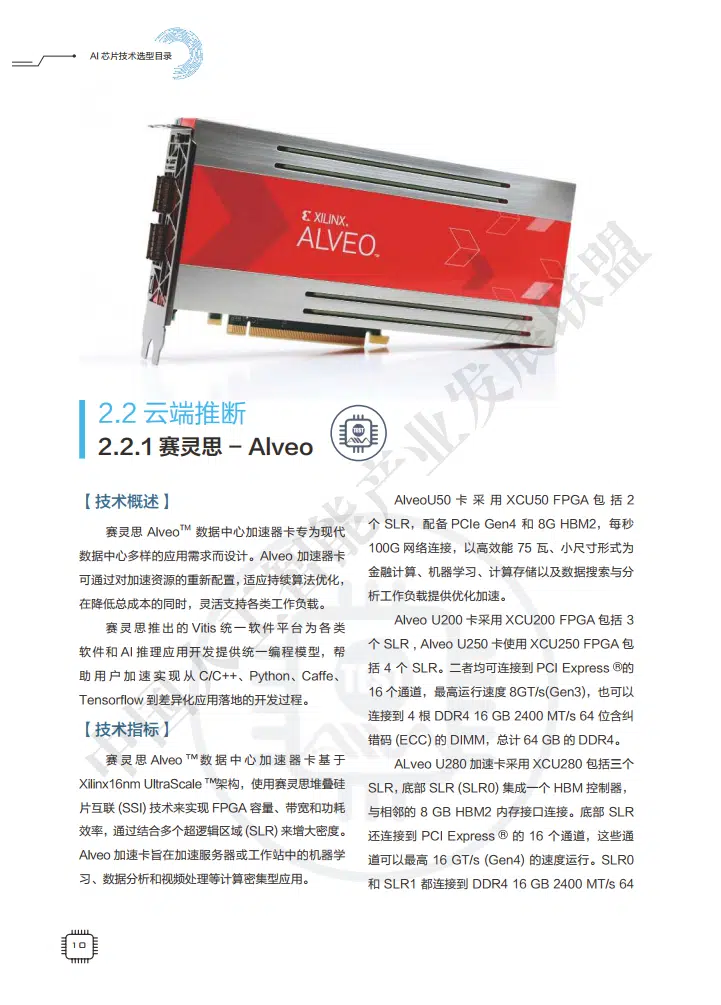 AI 芯片技术选型目录
XILINX
ALVEO™
2.2 云端推断
2.2.1 赛灵思 – Alveo
TEST
【技术概述】
赛灵思 Alveo™ 数据中心加速器卡专为现代
数据中心多样的应用需求而设计。Alveo 加速器卡
可通过对加速资源的重新配置，适应持续算法优化，
在降低总成本的同时，灵活支持各类工作负载。
赛灵思推出的 Vitis 统一软件平台为各类
软件和 AI 推理应用开发提供统一编程模型，帮
助用户加速实现从 C/C++、Python、Caffe、
Tensorflow 到差异化应用落地的开发过程。
【技术指标】
赛灵思 Alveo ™ 数据中心加速器卡基于
Xilinx16nm UltraScale ™架构，使用赛灵思堆叠硅
片互联 (SSI) 技术来实现 FPGA 容量、带宽和功耗
效率，通过结合多个超逻辑区域 (SLR) 来增大密度。
Alveo 加速卡旨在加速服务器或工作站中的机器学
习、数据分析和视频处理等计算密集型应用。
AlveoU50 卡采用 XCU50 FPGA 包括 2
个 SLR，配备 PCIe Gen4 和 8G HBM2，每秒
100G 网络连接，以高效能 75 瓦、小尺寸形式为
金融计算、机器学习、计算存储以及数据搜索与分
析工作负载提供优化加速。
Alveo U200 卡采用 XCU200 FPGA 包括 3
个 SLR , Alveo U250 卡使用 XCU250 FPGA 包
括 4 个 SLR。二者均可连接到 PCI Express ®的
16 个通道，最高运行速度 8GT/s(Gen3)，也可以
连接到 4 根 DDR4 16 GB 2400 MT/s 64 位含纠
错码 (ECC) 的 DIMM，总计 64 GB 的 DDR4。
ALveo U280 加速卡采用 XCU280 包括三个
SLR, 底部 SLR (SLR0) 集成一个 HBM 控制器，
与相邻的 8 GB HBM2 内存接口连接。底部 SLR
还连接到 PCI Express ® 的 16 个通道，这些通
道可以最高 16 GT/s (Gen4) 的速度运行。SLR0
和 SLR1 都连接到 DDR4 16 GB 2400 MT/s 64
中国人工智能产业发展联盟
10